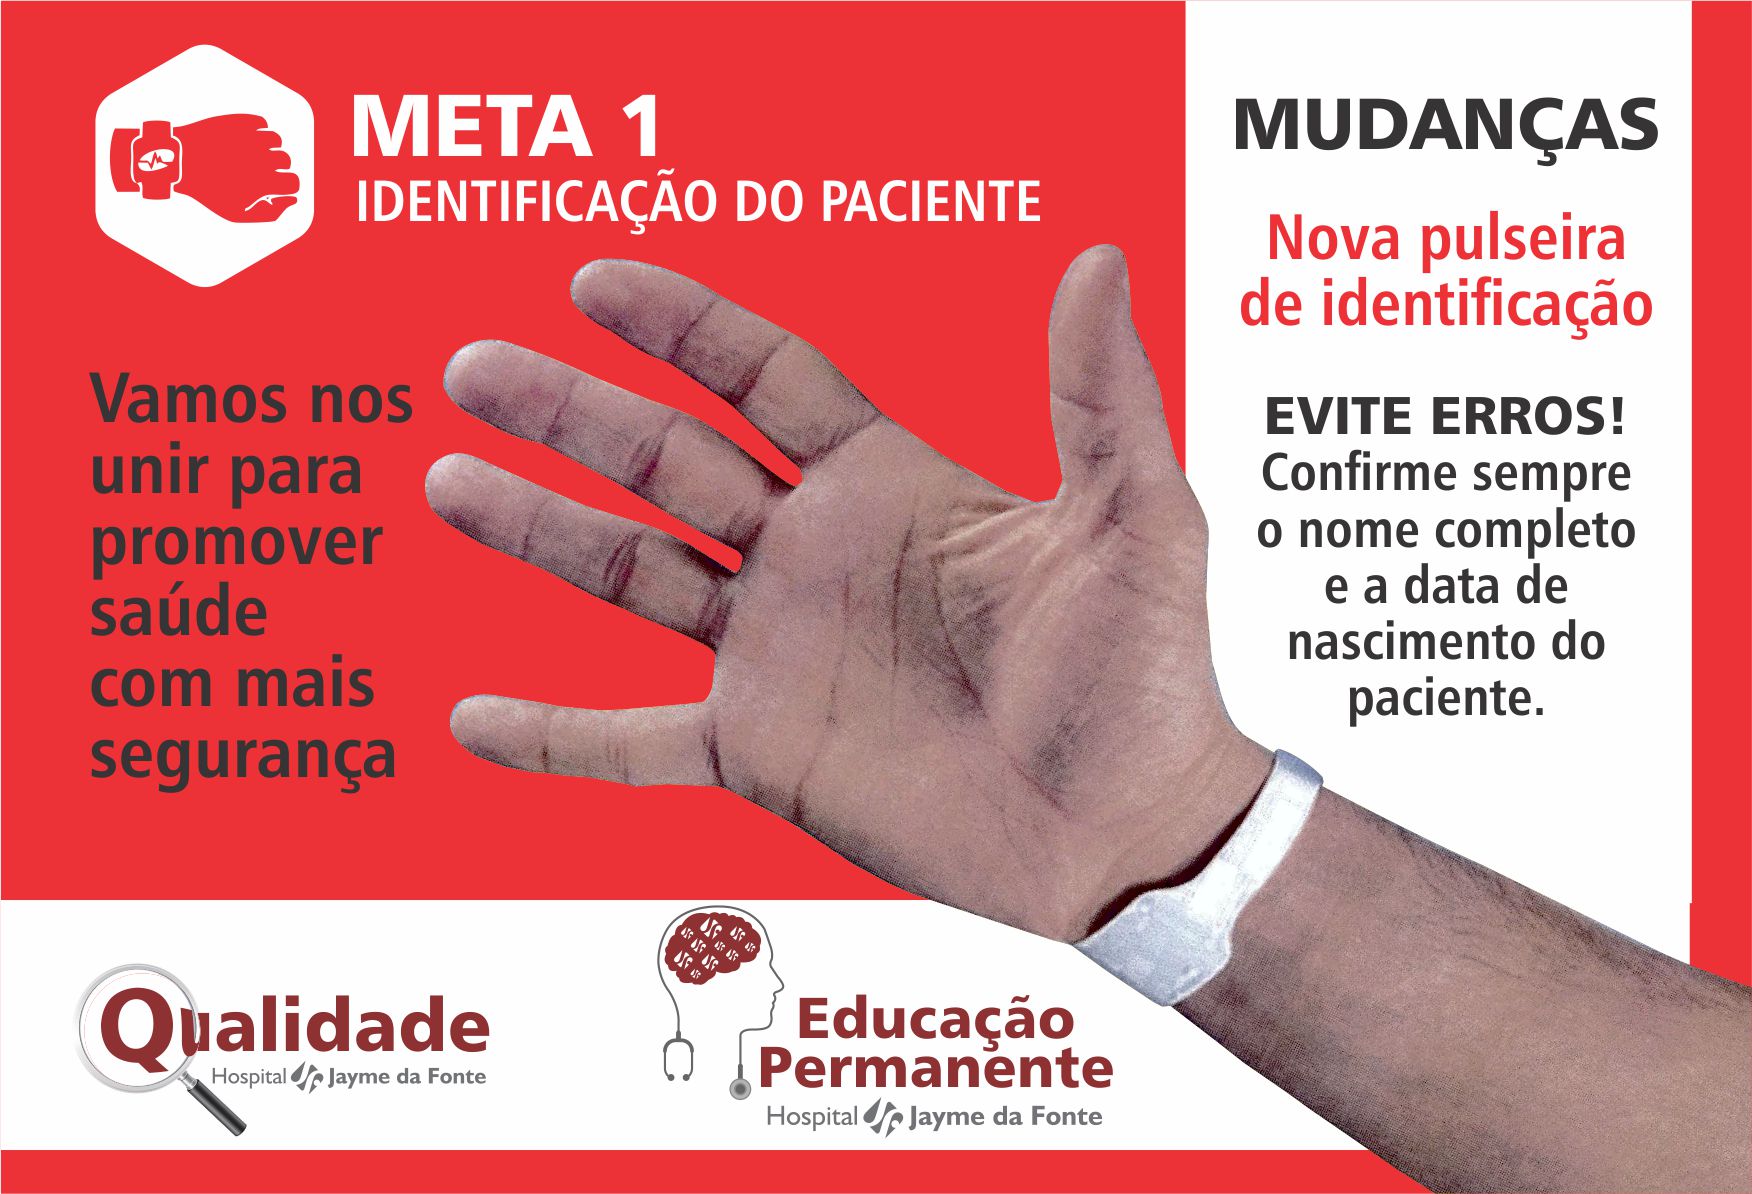 META 1
IDENTIFICAÇÃO DO PACIENTE
Vamos nos
unir para
promover
saúde
com mais
segurança
MUDANÇAS
Nova pulseira
de identificação
EVITE ERROS!
Confirme sempre
o nome completo
e a data de
nascimento do
paciente.
Qualidade
Hospital Jayme da Fonte
Educação
Permanente
Hospital Jayme da Fonte